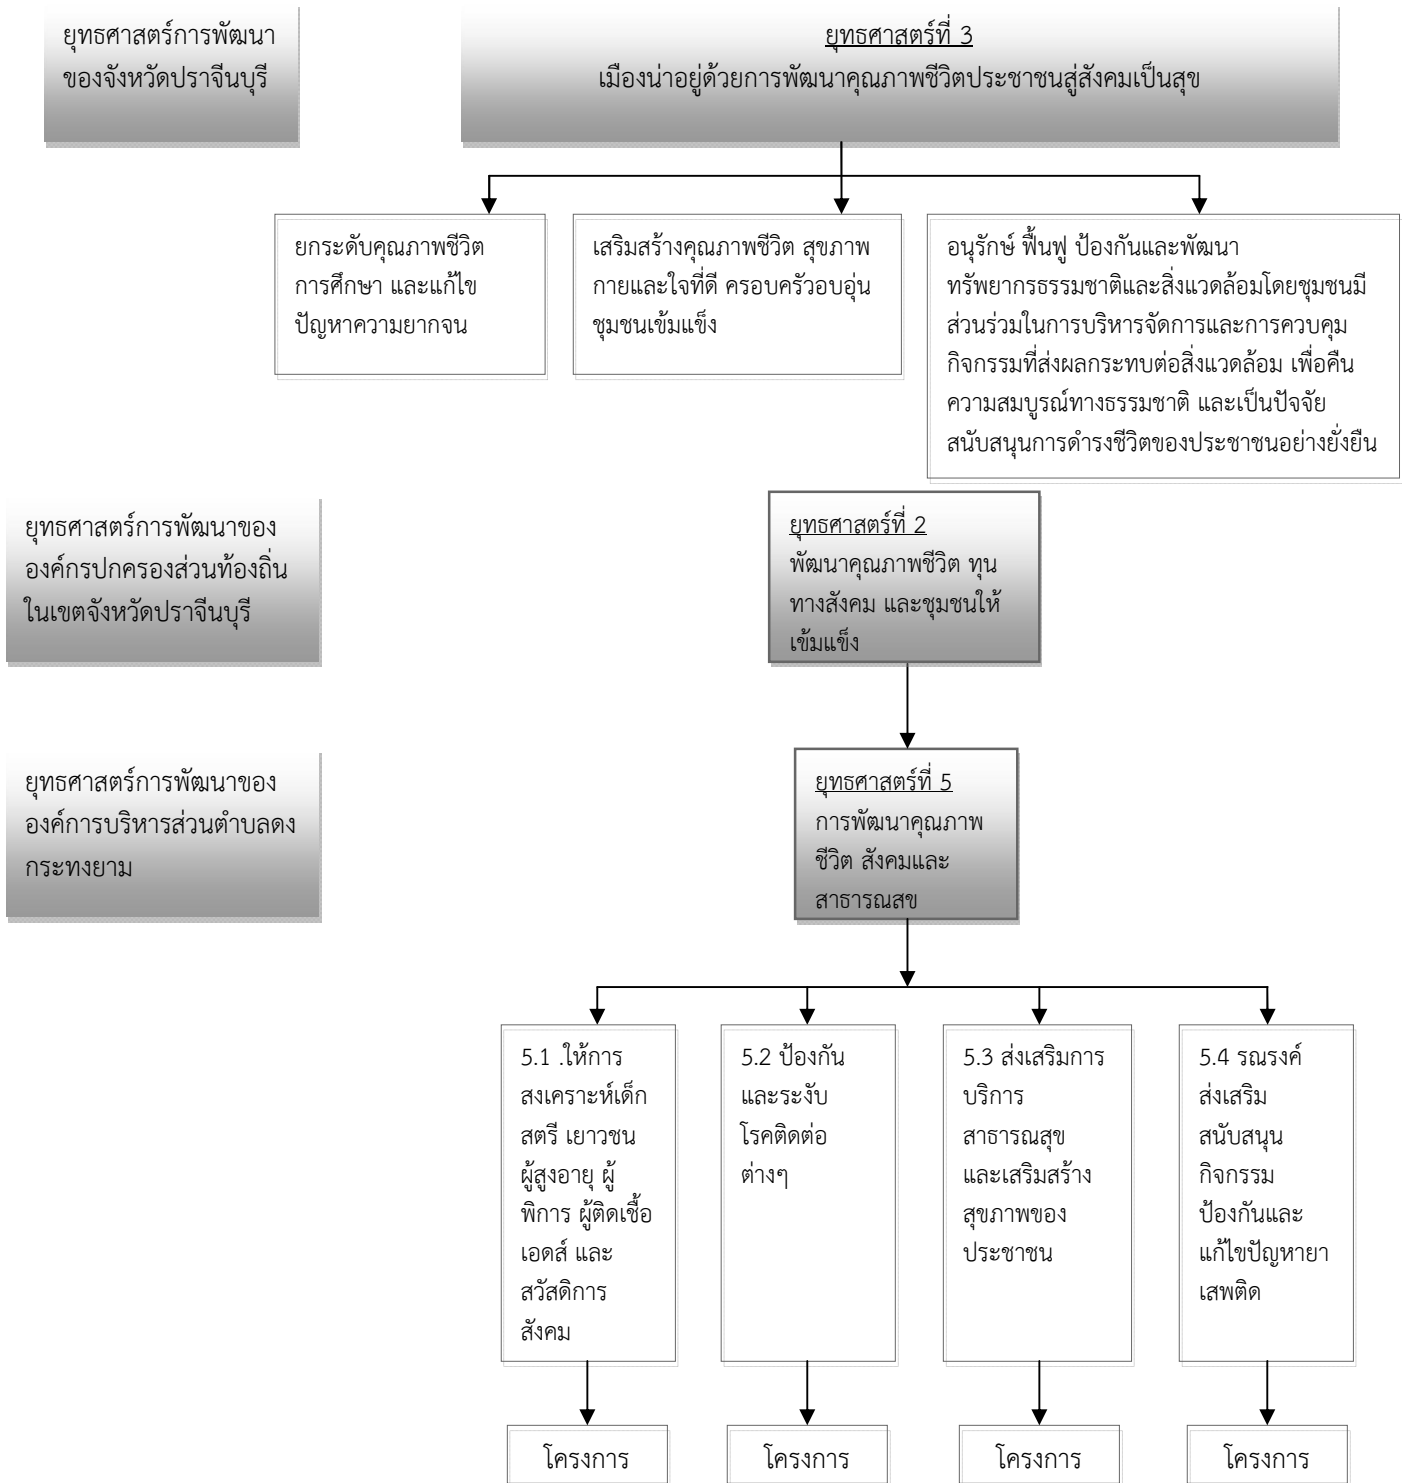 ยุทธศาสตร์การพัฒนา
ของจังหวัดปราจีนบุรี
ยุทธศาสตร์ที่ 3
เมืองน่าอยู่ด้วยการพัฒนาคุณภาพชีวิตประชาชนสู่สังคมเป็นสุข
ยกระดับคุณภาพชีวิต
การศึกษา และแก้ไข
ปัญหาความยากจน
เสริมสร้างคุณภาพชีวิต สุขภาพ
กายและใจที่ดี ครอบครัวอบอุ่น
ชุมชนเข้มแข็ง
อนุรักษ์ ฟื้นฟู ป้องกันและพัฒนา
ทรัพยากรธรรมชาติและสิ่งแวดล้อมโดยชุมชนมี
ส่วนร่วมในการบริหารจัดการและการควบคุม
กิจกรรมที่ส่งผลกระทบต่อสิ่งแวดล้อม เพื่อคืน
ความสมบูรณ์ทางธรรมชาติ และเป็นปัจจัย
สนับสนุนการดำรงชีวิตของประชาชนอย่างยั่งยืน
ยุทธศาสตร์การพัฒนาของ
องค์กรปกครองส่วนท้องถิ่น
ในเขตจังหวัดปราจีนบุรี
ยุทธศาสตร์ที่ 2
พัฒนาคุณภาพชีวิต ทุน
ทางสังคม และชุมชนให้
เข้มแข็ง
ยุทธศาสตร์การพัฒนาของ
องค์การบริหารส่วนตำบลดง
กระทงยาม
ยุทธศาสตร์ที่ 5
การพัฒนาคุณภาพ
ชีวิต สังคมและ
สาธารณสข
5.1 .ให้การ
สงเคราะห์เด็ก
สตรี เยาวชน
ผู้สูงอายุ ผู้
พิการ ผู้ติดเชื้อ
เอดส์ และ
สวัสดิการ
สังคม
5.2 ป้องกัน
และระงับ
โรคติดต่อ
ต่างๆ
5.3 ส่งเสริมการ
บริการ
สาธารณสุข
และเสริมสร้าง
สุขภาพของ
ประชาชน
5.4 รณรงค์
ส่งเสริม
สนับสนุน
กิจกรรม
ป้องกันและ
แก้ไขปัญหายา
เสพติด
โครงการ
โครงการ
โครงการ
โครงการ